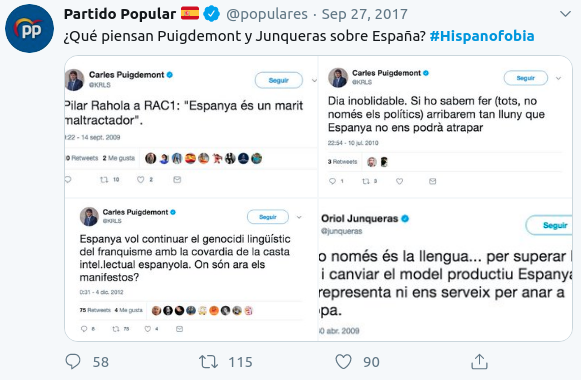 Partido Popular @populares · Sep 27, 2017
¿Qué piensan Puigdemont y Junqueras sobre España? #Hispanofobia
Carles Puigdemont
@KRLS
Seguir
Pilar Rahola a RAC1: "Espanya és un marit
maltractador".
9:22 - 14 sept. 2009
0 Retweets 2 Me gusta
10 2
Carles Puigdemont
@KRLS
Seguir
Dia inoblidable. Si ho sabem fer (tots, no
només els polítics) arribarem tan lluny que
Espanya no ens podrà atrapar
22:54 - 10 jul. 2010
3 Retweets
1 3
Carles Puigdemont
@KRLS
Seguir
Espanya vol continuar el genocidi lingüístic
del franquisme amb la covardia de la casta
intel.lectual espanyola. On són ara els
manifestos?
0:31 - 4 dic. 2012
75 Retweets 4 Me gusta
6 75 4
Oriol Junqueras
@junqueras
Seguir
o només és la llengua... per superar l
i canviar el model productiu Espanya
representa ni ens serveix per anar a
opa.
0 abr. 2009
58 115 90